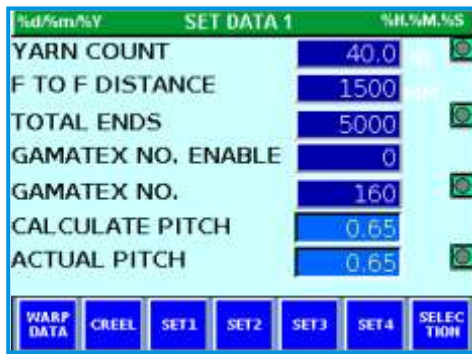 %d/%m/%Y SET DATA 1 %H.%M.%S
YARN COUNT 40.0
F TO F DISTANCE 1500
TOTAL ENDS 5000
GAMATEX NO. ENABLE 0
GAMATEX NO. 160
CALCULATE PITCH 0.65
ACTUAL PITCH 0.65
WARP DATA CREEL SET1 SET2 SET3 SET4 SELEC TION